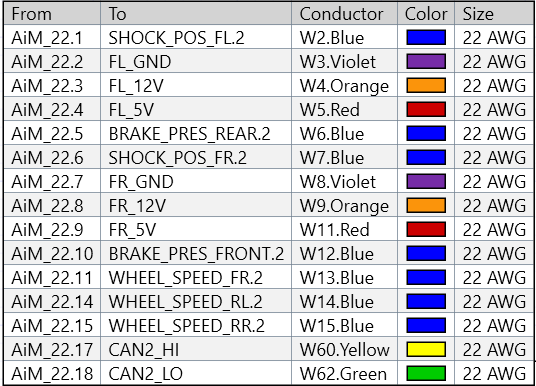 From To Conductor Color Size
AiM_22.1 SHOCK_POS_FL.2 W2.Blue 22 AWG
AiM_22.2 FL_GND W3.Violet 22 AWG
AiM_22.3 FL_12V W4.Orange 22 AWG
AiM_22.4 FL_5V W5.Red 22 AWG
AiM_22.5 BRAKE_PRES_REAR.2 W6.Blue 22 AWG
AiM_22.6 SHOCK_POS_FR.2 W7.Blue 22 AWG
AiM_22.7 FR_GND W8.Violet 22 AWG
AiM_22.8 FR_12V W9.Orange 22 AWG
AiM_22.9 FR_5V W11.Red 22 AWG
AiM_22.10 BRAKE_PRES_FRONT.2 W12.Blue 22 AWG
AiM_22.11 WHEEL_SPEED_FR.2 W13.Blue 22 AWG
AiM_22.14 WHEEL_SPEED_RL.2 W14.Blue 22 AWG
AiM_22.15 WHEEL_SPEED_RR.2 W15.Blue 22 AWG
AiM_22.17 CAN2_HI W60.Yellow 22 AWG
AiM_22.18 CAN2_LO W62.Green 22 AWG